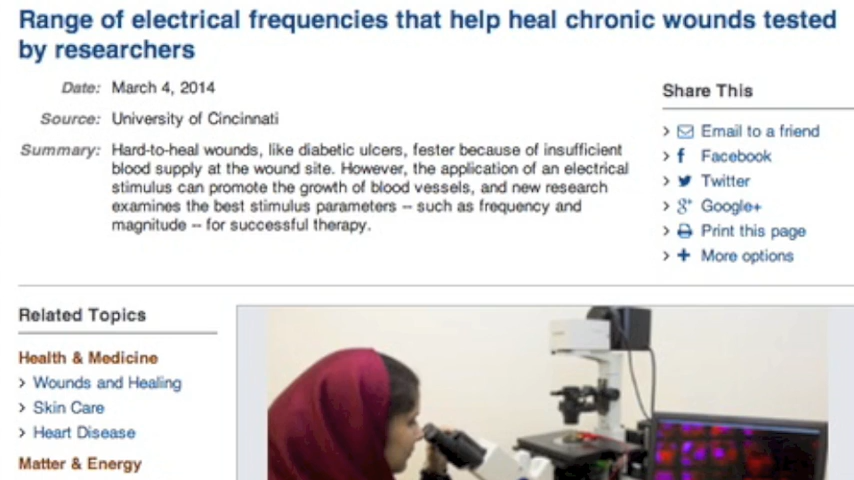 Range of electrical frequencies that help heal chronic wounds tested
by researchers
Date: March 4, 2014
Source: University of Cincinnati
Summary: Hard-to-heal wounds, like diabetic ulcers, fester because of insufficient
blood supply at the wound site. However, the application of an electrical
stimulus can promote the growth of blood vessels, and new research
examines the best stimulus parameters -- such as frequency and
magnitude -- for successful therapy.
Share This
> Email to a friend
> f Facebook
> Twitter
> g+ Google+
> Print this page
> + More options
Related Topics
Health & Medicine
> Wounds and Healing
> Skin Care
> Heart Disease
Matter & Energy